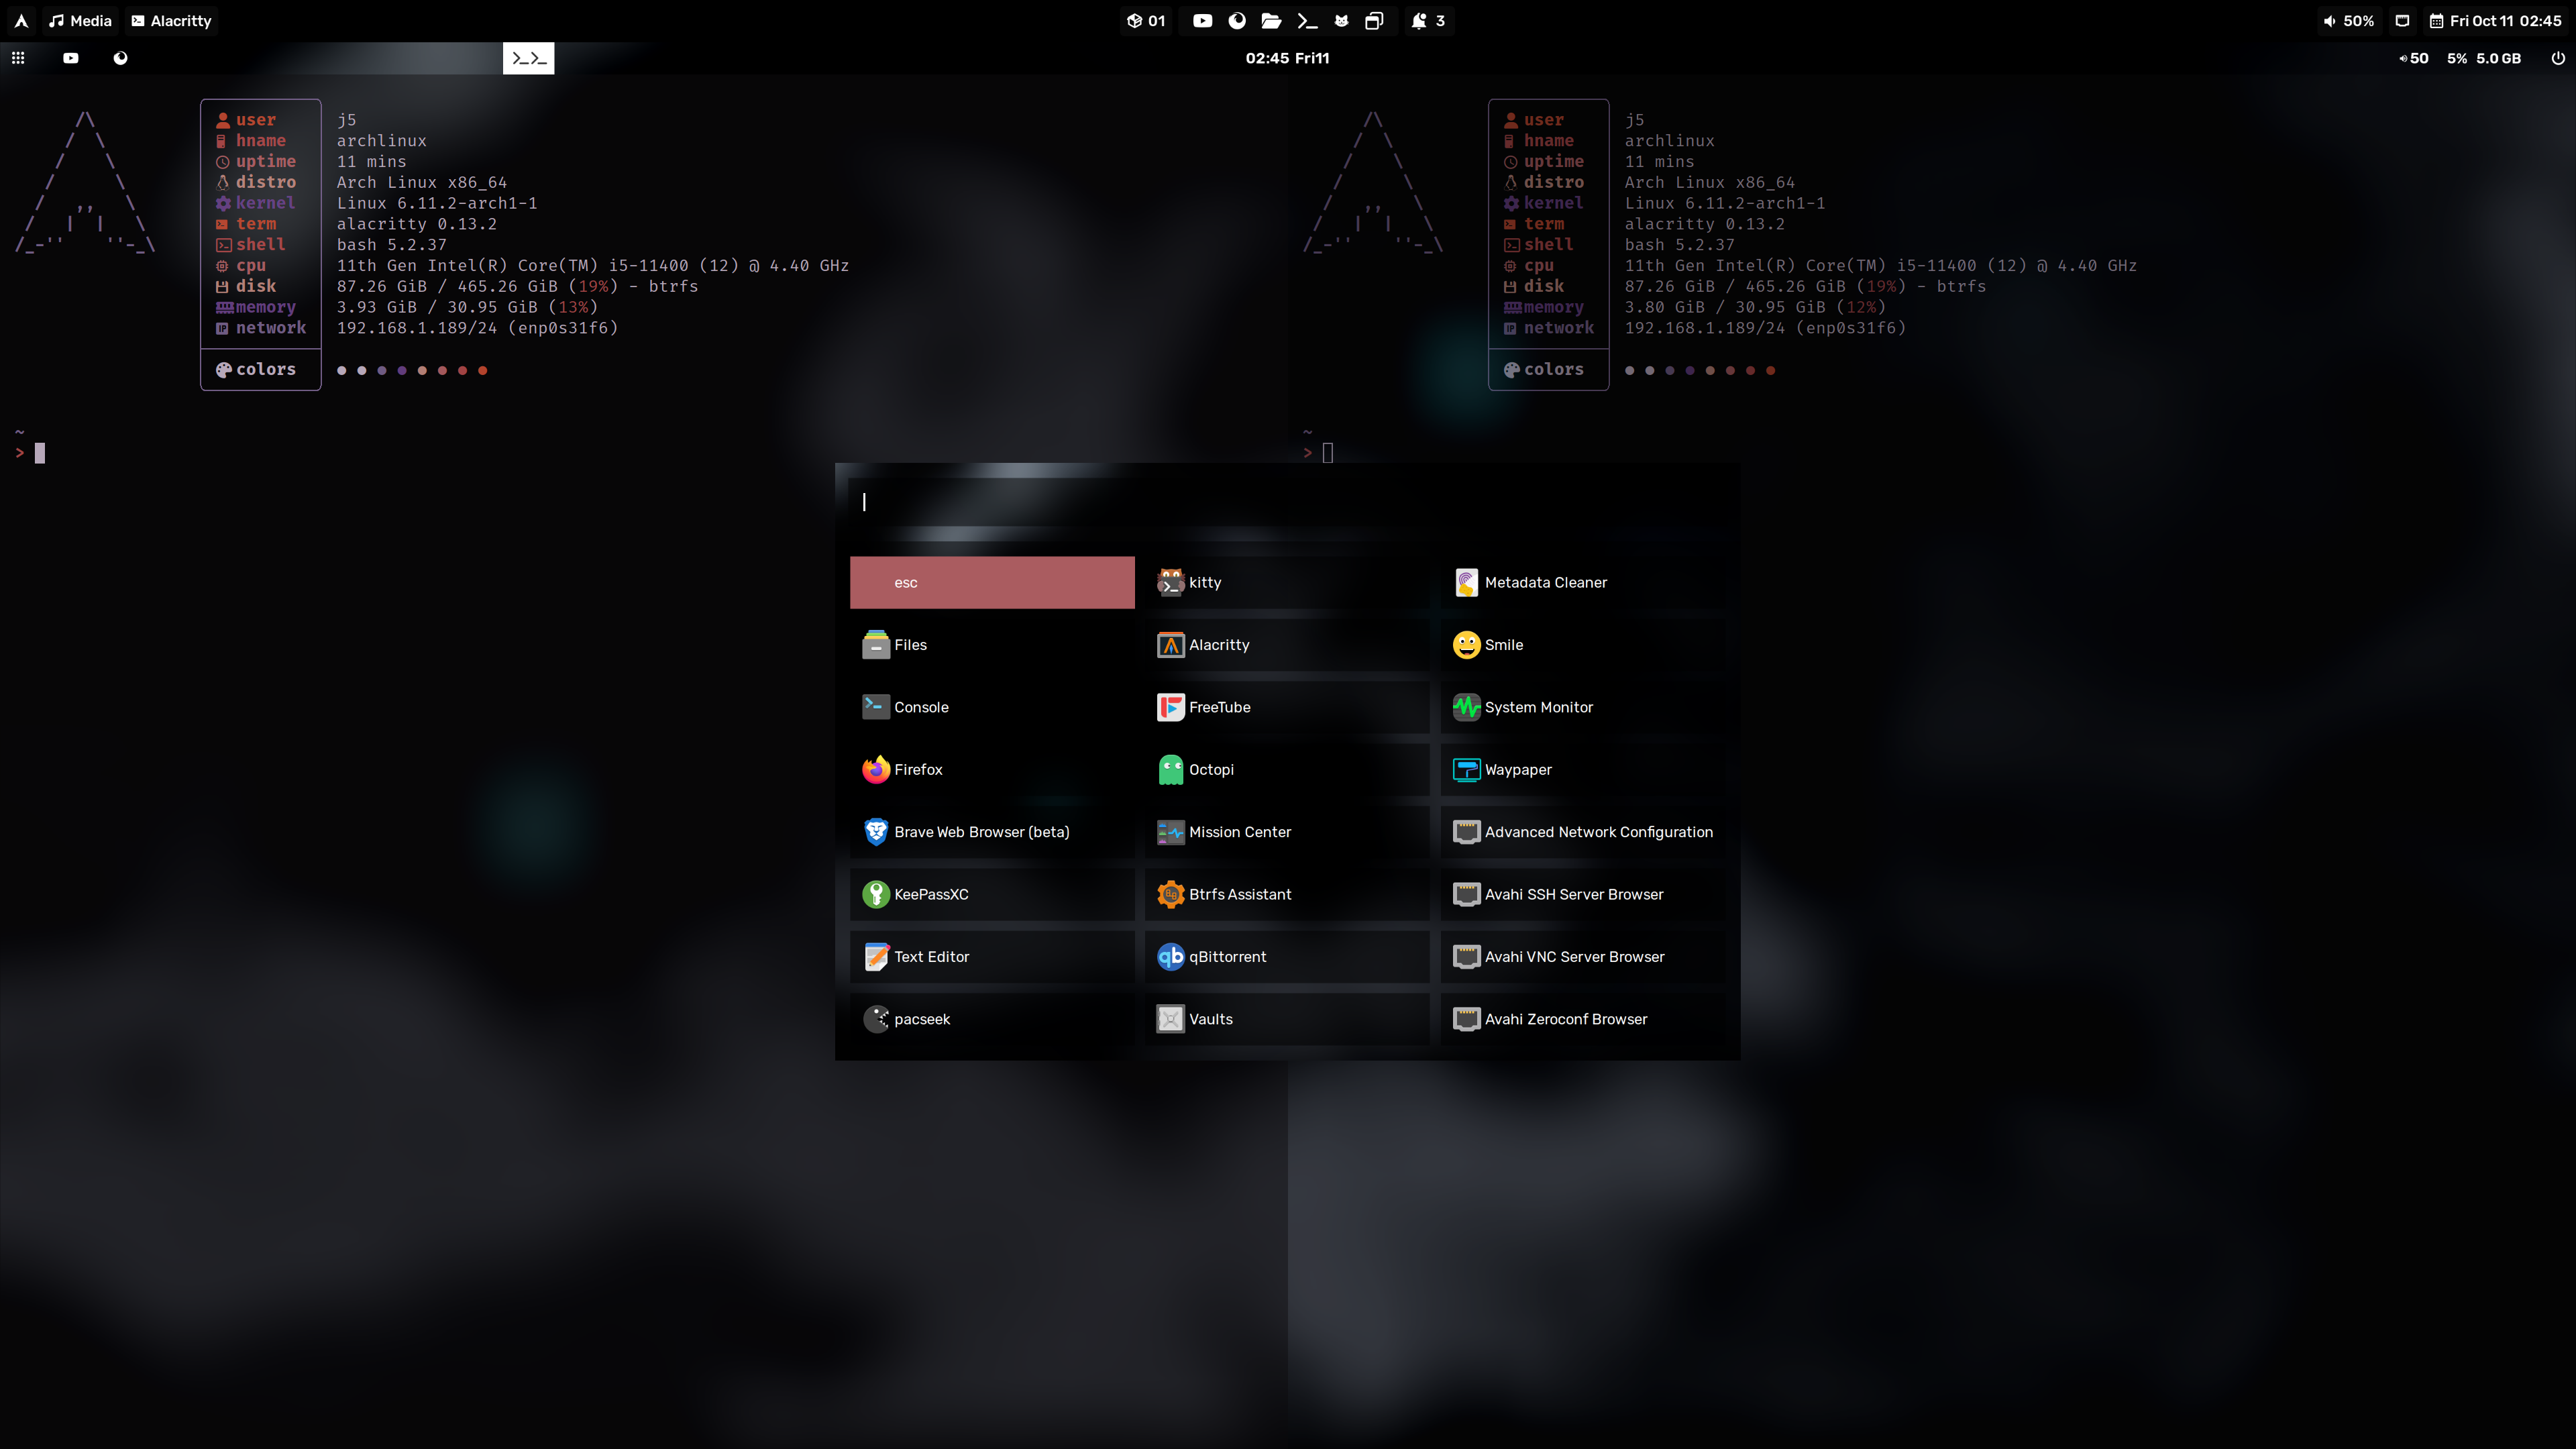 Media Alacritty 01 3 50% Fri Oct 11 02:45
02:45 Fri11 50 5% 5.0 GB
user j5
hname archlinux
uptime 11 mins
distro Arch Linux x86_64
kernel Linux 6.11.2-arch1-1
term alacritty 0.13.2
shell bash 5.2.37
cpu 11th Gen Intel(R) Core(TM) i5-11400 (12) @ 4.40 GHz
disk 87.26 GiB / 465.26 GiB (19%) - btrfs
memory 3.93 GiB / 30.95 GiB (13%)
network 192.168.1.189/24 (enp0s31f6)
colors
~
>
user j5
hname archlinux
uptime 11 mins
distro Arch Linux x86_64
kernel Linux 6.11.2-arch1-1
term alacritty 0.13.2
shell bash 5.2.37
cpu 11th Gen Intel(R) Core(TM) i5-11400 (12) @ 4.40 GHz
disk 87.26 GiB / 465.26 GiB (19%) - btrfs
memory 3.80 GiB / 30.95 GiB (12%)
network 192.168.1.189/24 (enp0s31f6)
colors
~
>
esc
Files
Console
Firefox
Brave Web Browser (beta)
KeePassXC
Text Editor
pacseek
kitty
Alacritty
FreeTube
Octopi
Mission Center
Btrfs Assistant
qBittorrent
Vaults
Metadata Cleaner
Smile
System Monitor
Waypaper
Advanced Network Configuration
Avahi SSH Server Browser
Avahi VNC Server Browser
Avahi Zeroconf Browser